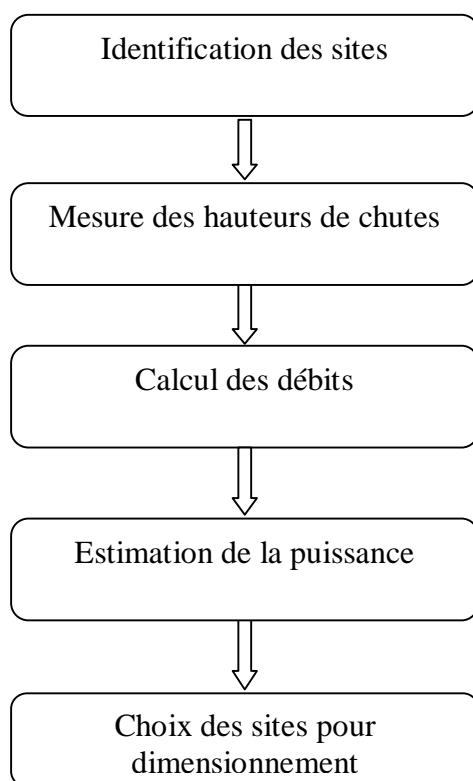 Identification des sites
Mesure des hauteurs de chutes
Calcul des débits
Estimation de la puissance
Choix des sites pour
dimensionnement